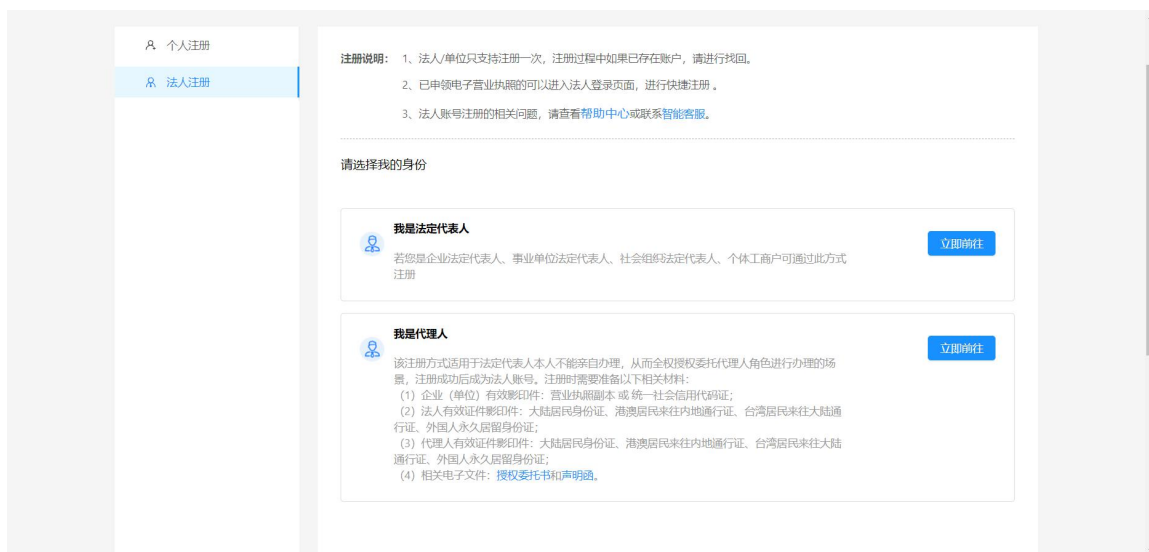 个人注册
法人注册
注册说明： 1、法人/单位只支持注册一次，注册过程中如果已存在账户，请进行找回。
2、已申领电子营业执照的可以进入法人登录页面，进行快捷注册 。
3、法人账号注册的相关问题，请查看帮助中心或联系智能客服。
请选择我的身份
我是法定代表人
立即前往
若您是企业法定代表人、事业单位法定代表人、社会组织法定代表人、个体工商户可通过此方式
注册
我是代理人
立即前往
该注册方式适用于法定代表人本人不能亲自办理，从而全权授权委托代理人角色进行办理的场
景，注册成功后成为法人账号。注册时需要准备以下相关材料：
（1）企业（单位）有效影印件：营业执照副本 或 统一社会信用代码证；
（2）法人有效证件影印件：大陆居民身份证、港澳居民来往内地通行证、台湾居民来往大陆通
行证、外国人永久居留身份证；
（3）代理人有效证件影印件：大陆居民身份证、港澳居民来往内地通行证、台湾居民来往大陆
通行证、外国人永久居留身份证；
（4）相关电子文件：授权委托书和声明函。